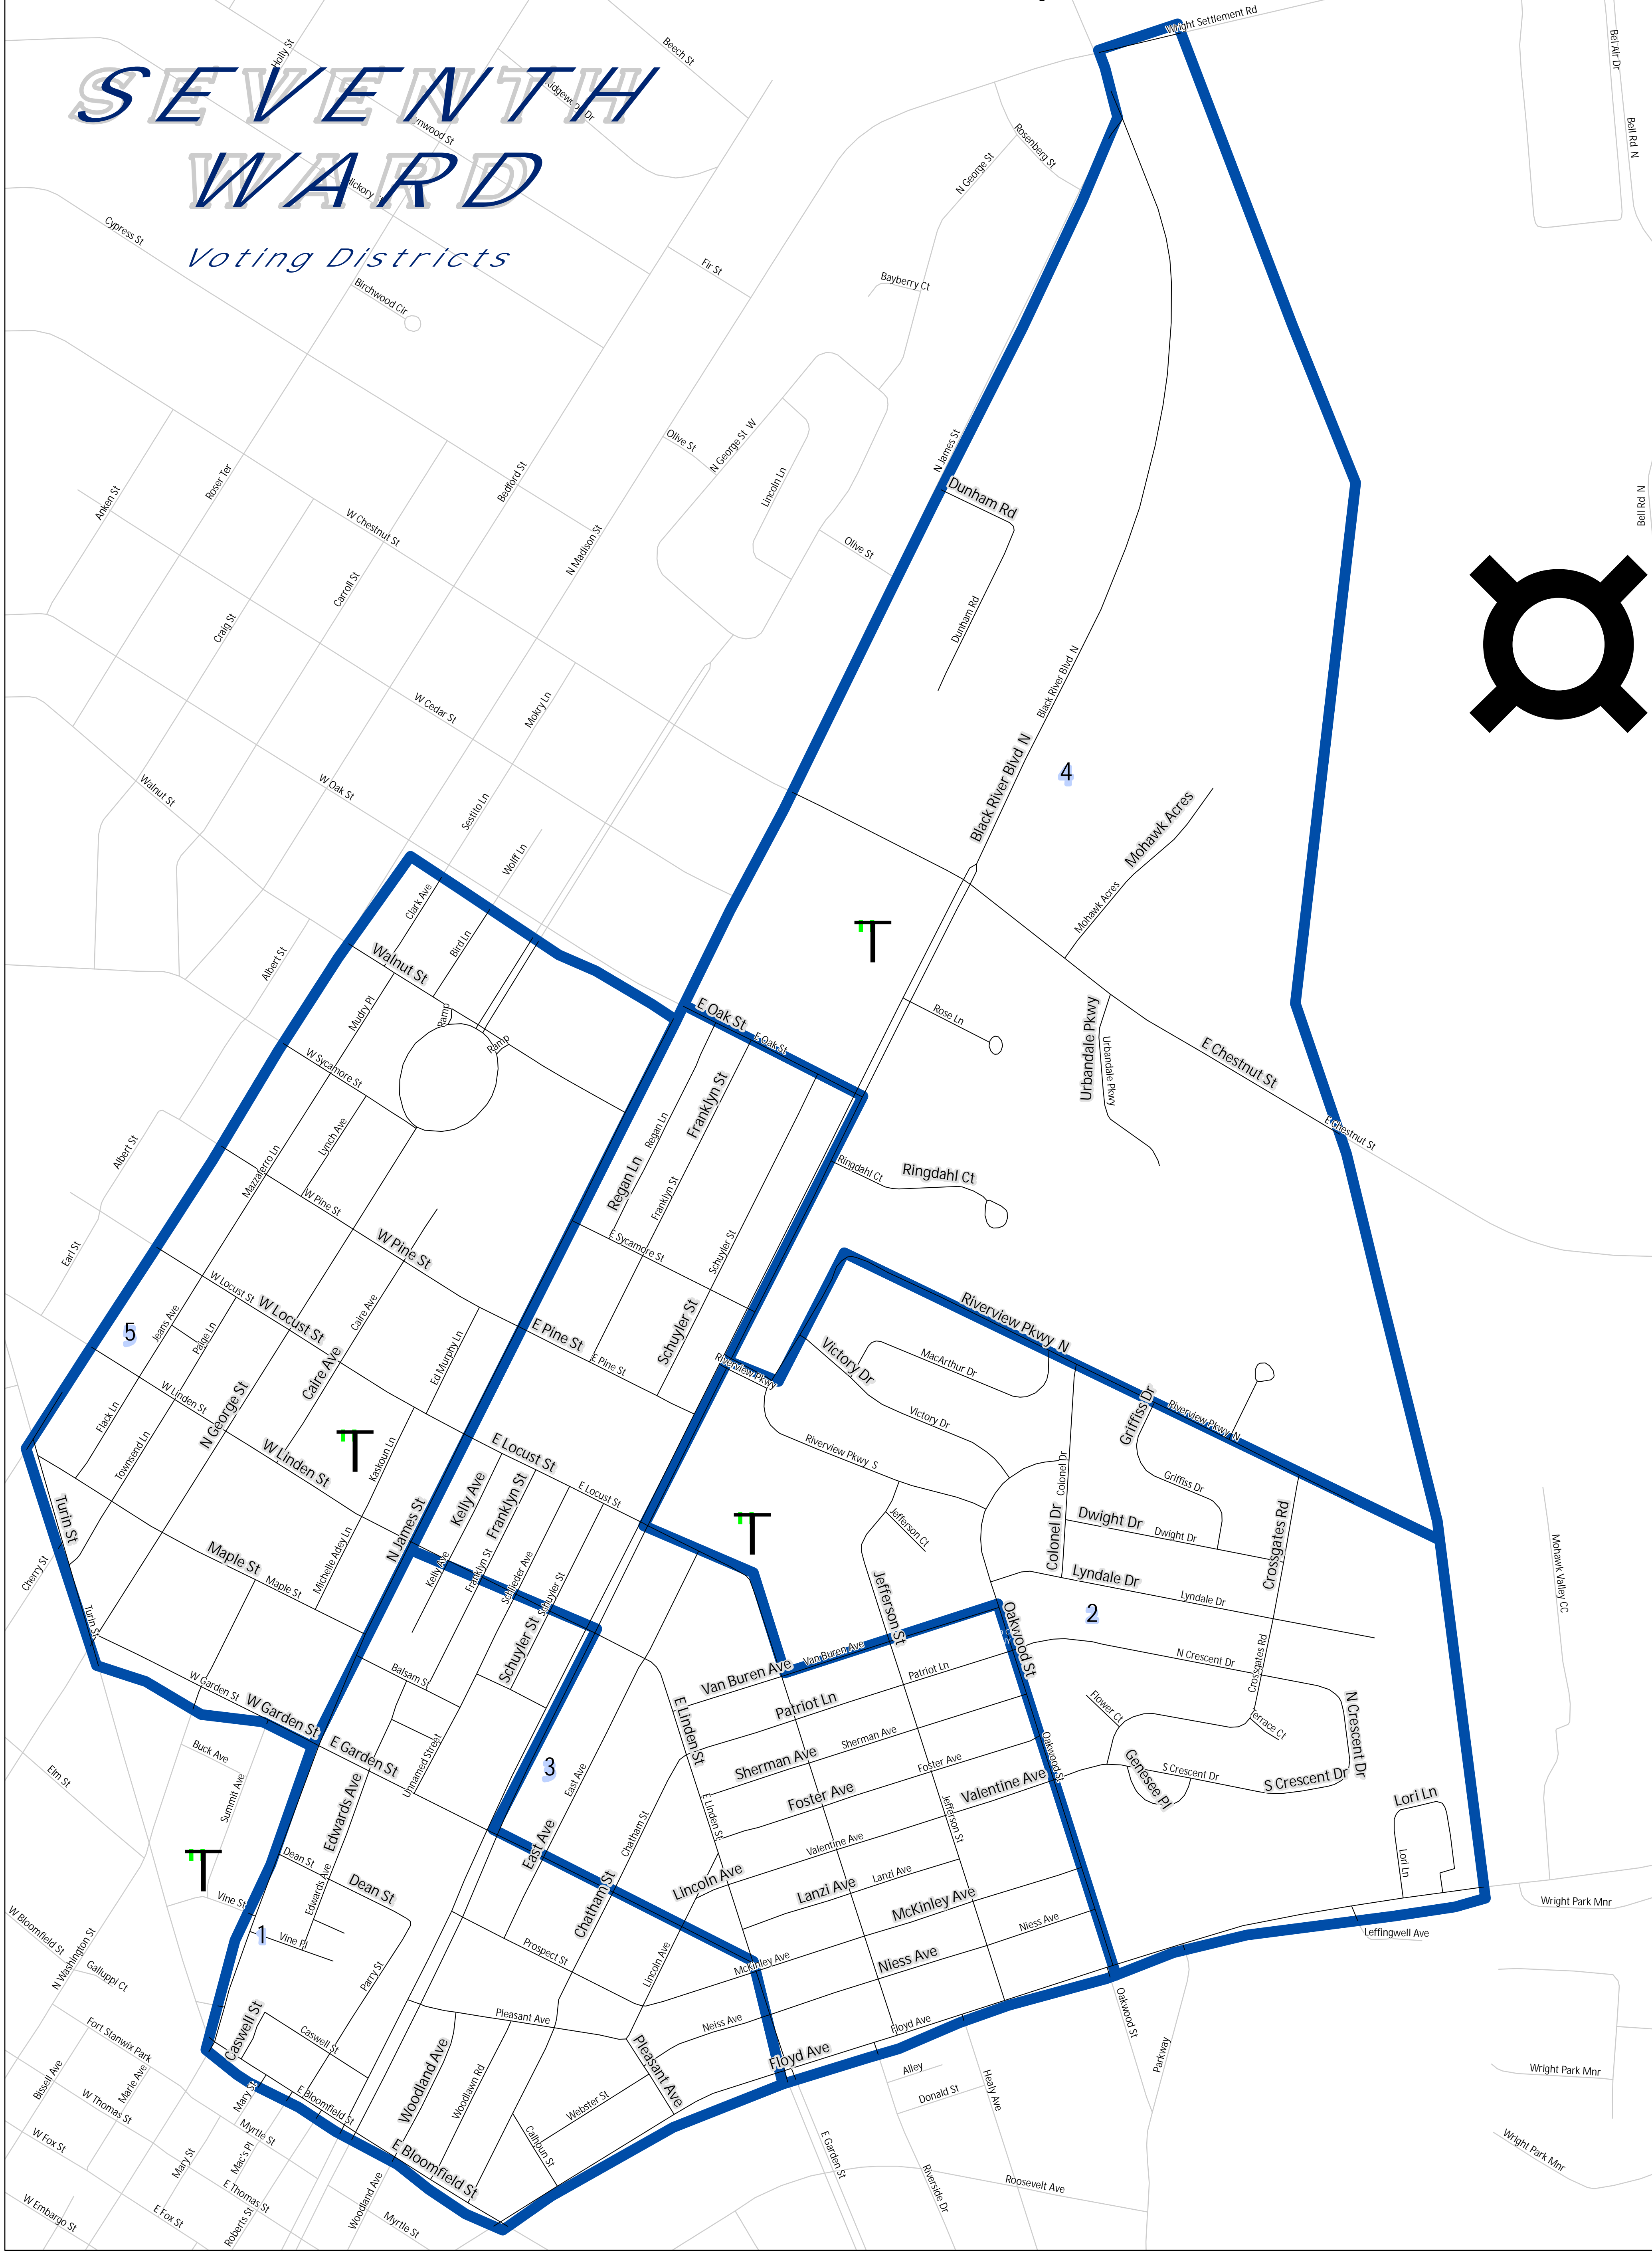 SEVENTH
WARD
Voting Districts
Holly St
Beech St
Wright Settlement Rd
Bel Air Dr
Bell Rd N
Rosenberg St
N George St
Cypress St
Birchwood Cir
Fir St
Bayberry Ct
Olive St
N George St W
Lincoln Ln
N James St
Dunham Rd
Bell Rd N
Anken St
Roser Ter
Bedford St
W Chestnut St
N Madison St
Olive St
Carroll St
Craig St
Dunham Rd
Black River Blvd N
W Cedar St
Mokry Ln
Black River Blvd N
4
Walnut St
W Oak St
Sestito Ln
Mohawk Acres
Wolff Ln
Clark Ave
Mohawk Acres
T
Bird Ln
Walnut St
Albert St
Mudry Pl
Ramp
Ramp
E Oak St
E Oak St
Rose Ln
Urbandale Pkwy
Urbandale Pkwy
E Chestnut St
E Chestnut St
W Sycamore St
Lynch Ave
Regan Ln
Franklyn St
Albert St
Mazzaferro Ln
W Pine St
Regan Ln
Franklyn St
Ringdahl Ct
Ringdahl Ct
W Pine St
E Sycamore St
Schuyler St
Earl St
W Locust St
W Locust St
Caire Ave
5
Jeans Ave
Paige Ln
Ed Murphy Ln
E Pine St
E Pine St
Schuyler St
Riverview Pkwy
Riverview Pkwy N
Victory Dr
MacArthur Dr
Caire Ave
N George St
W Linden St
Flack Ln
Townsend Ln
W Linden St
T
Kaskoun Ln
E Locust St
E Locust St
Victory Dr
Griffiss Dr
Riverview Pkwy N
Riverview Pkwy S
Colonel Dr
Griffiss Dr
Turin St
Cherry St
N James St
Kelly Ave
Franklyn St
T
Jefferson Ct
Colonel Dr
Dwight Dr
Dwight Dr
Crossgates Rd
Maple St
Maple St
Michelle Adey Ln
Kelly Ave
Franklyn St
Schlieder Ave
Schuyler St
Lyndale Dr
Lyndale Dr
Mohawk Valley CC
Turin St
Schuyler St
Jefferson St
Oakwood St
2
Van Buren Ave
Van Buren Ave
Patriot Ln
Patriot Ln
N Crescent Dr
Crossgates Rd
W Garden St
W Garden St
Balsam St
E Garden St
Unnamed Street
E Linden St
Sherman Ave
Sherman Ave
Flower Ct
Terrace Ct
N Crescent Dr
Buck Ave
Elm St
Summit Ave
Edwards Ave
3
East Ave
Foster Ave
Foster Ave
Oakwood St
Valentine Ave
Genesee Pl
S Crescent Dr
S Crescent Dr
Lori Ln
Lori Ln
E Linden St
Jefferson St
Chatham St
East Ave
Valentine Ave
T
Dean St
Dean St
Edwards Ave
Chatham St
Lincoln Ave
Lanzi Ave
Lanzi Ave
McKinley Ave
Vine St
1
Vine Pl
Niess Ave
Niess Ave
Wright Park Mnr
Leffingwell Ave
W Bloomfield St
N Washington St
Galluppi Ct
Parry St
Prospect St
Lincoln Ave
McKinley Ave
Fort Stanwix Park
Caswell St
Caswell St
Pleasant Ave
Neiss Ave
Floyd Ave
Floyd Ave
Oakwood St
Bissell Ave
Marie Ave
Woodland Ave
Woodlawn Rd
Pleasant Ave
Alley
Healy Ave
Donald St
Parkway
Wright Park Mnr
W Thomas St
Mary St
E Bloomfield St
Webster St
W Fox St
Myrtle St
Calhoun St
E Bloomfield St
E Garden St
Wright Park Mnr
Mary St
Mac's Pl
E Thomas St
Riverside Dr
Roosevelt Ave
W Embargo St
E Fox St
Roberts St
Woodland Ave
Myrtle St